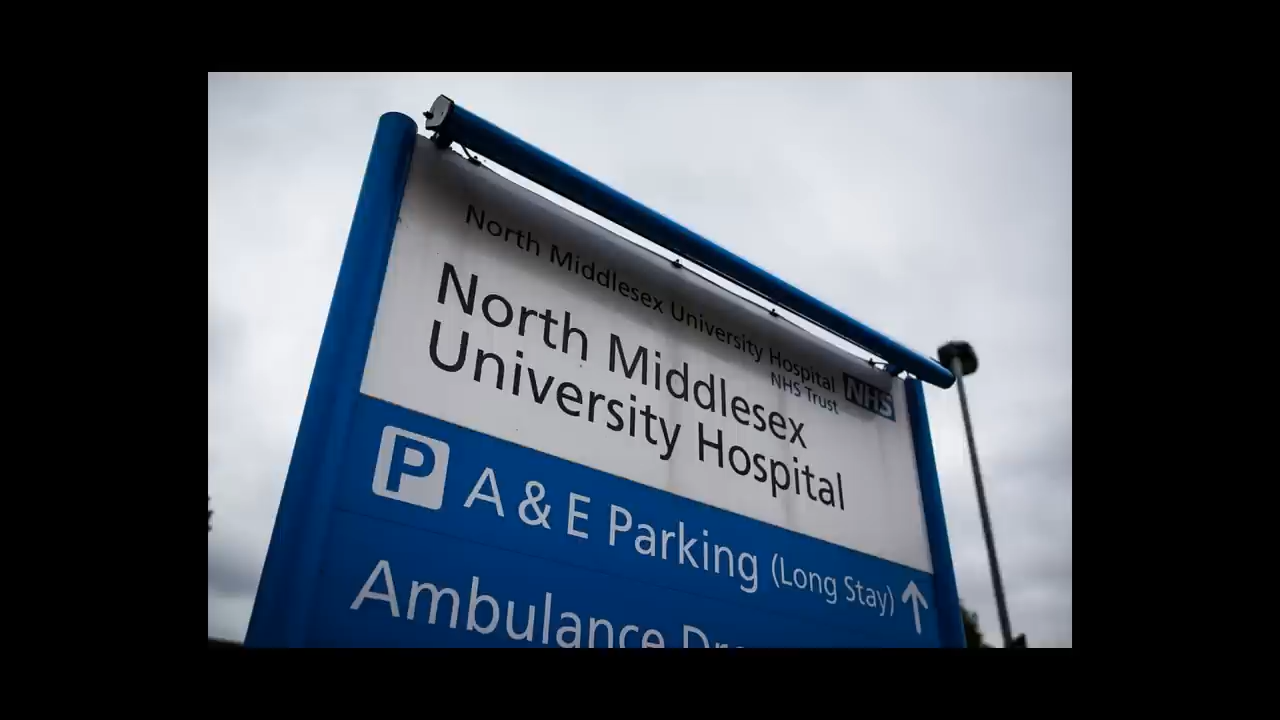 North Middlesex University Hospital
NHS Trust
NHS
North Middlesex
University Hospital
P A & E Parking (Long Stay)
Ambulance